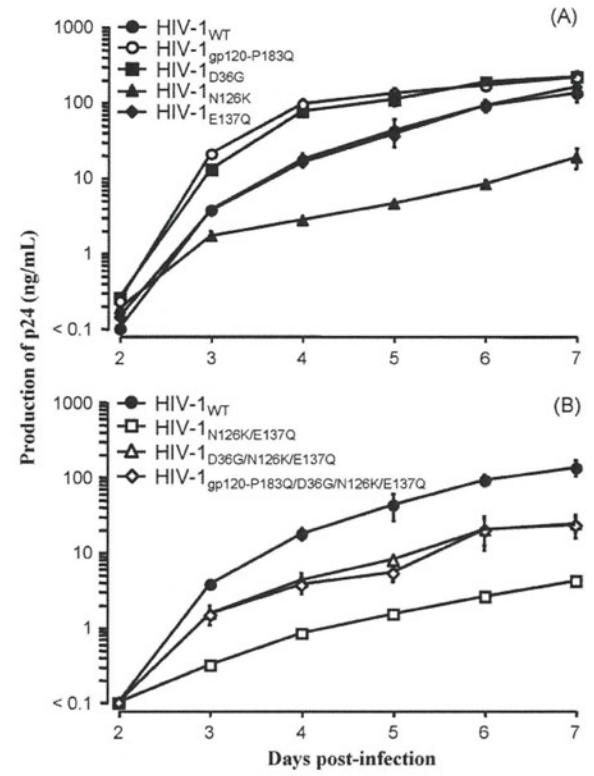 Production of p24 (ng/mL)
(A)
HIV-1WT
HIV-1gp120-P183Q
HIV-1D36G
HIV-1N126K
HIV-1E137Q
1000
100
10
1
< 0.1
2 3 4 5 6 7
(B)
HIV-1WT
HIV-1N126K/E137Q
HIV-1D36G/N126K/E137Q
HIV-1gp120-P183Q/D36G/N126K/E137Q
1000
100
10
1
< 0.1
2 3 4 5 6 7
Days post-infection